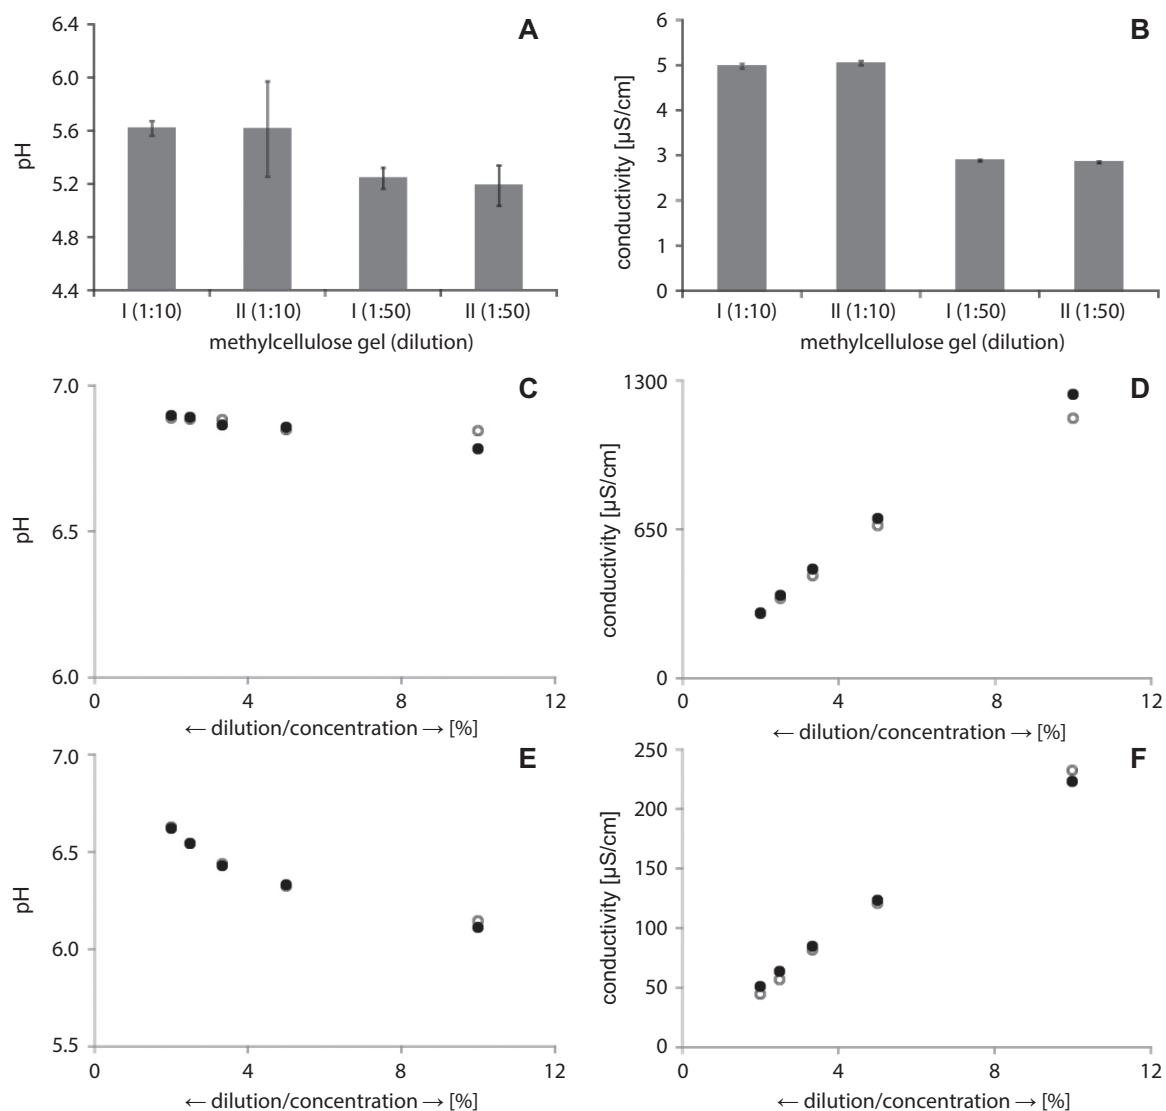 A
pH
6.4
6.0
5.6
5.2
4.8
4.4
I (1:10) II (1:10) I (1:50) II (1:50)
methylcellulose gel (dilution)
B
conductivity [µS/cm]
6
5
4
3
2
1
0
I (1:10) II (1:10) I (1:50) II (1:50)
methylcellulose gel (dilution)
C
pH
7.0
6.5
6.0
0 4 8 12
← dilution/concentration → [%]
D
conductivity [µS/cm]
1300
650
0
0 4 8 12
← dilution/concentration → [%]
E
pH
7.0
6.5
6.0
5.5
0 4 8 12
← dilution/concentration → [%]
F
conductivity [µS/cm]
250
200
150
100
50
0
0 4 8 12
← dilution/concentration → [%]